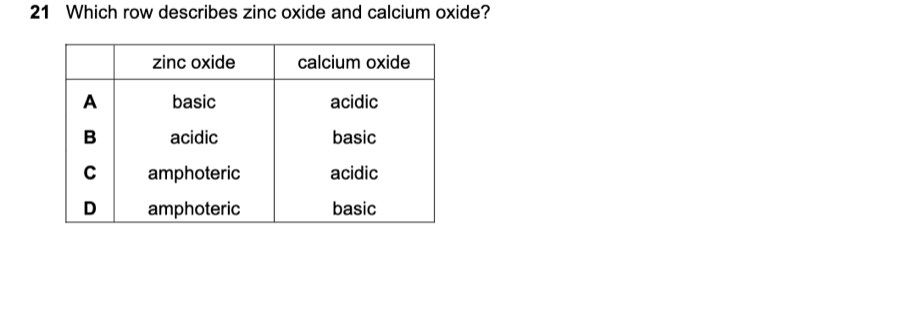 21 Which row describes zinc oxide and calcium oxide?
zinc oxide calcium oxide
A basic acidic
B acidic basic
C amphoteric acidic
D amphoteric basic